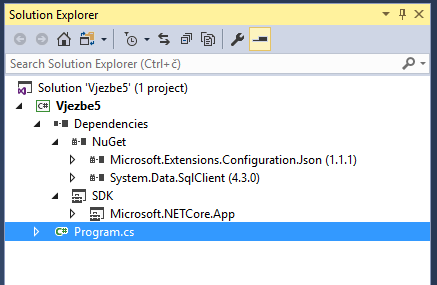 Solution Explorer
Search Solution Explorer (Ctrl+č)
Solution 'Vjezbe5' (1 project)
C# Vjezbe5
Dependencies
NuGet
Microsoft.Extensions.Configuration.Json (1.1.1)
System.Data.SqlClient (4.3.0)
SDK
Microsoft.NETCore.App
C# Program.cs